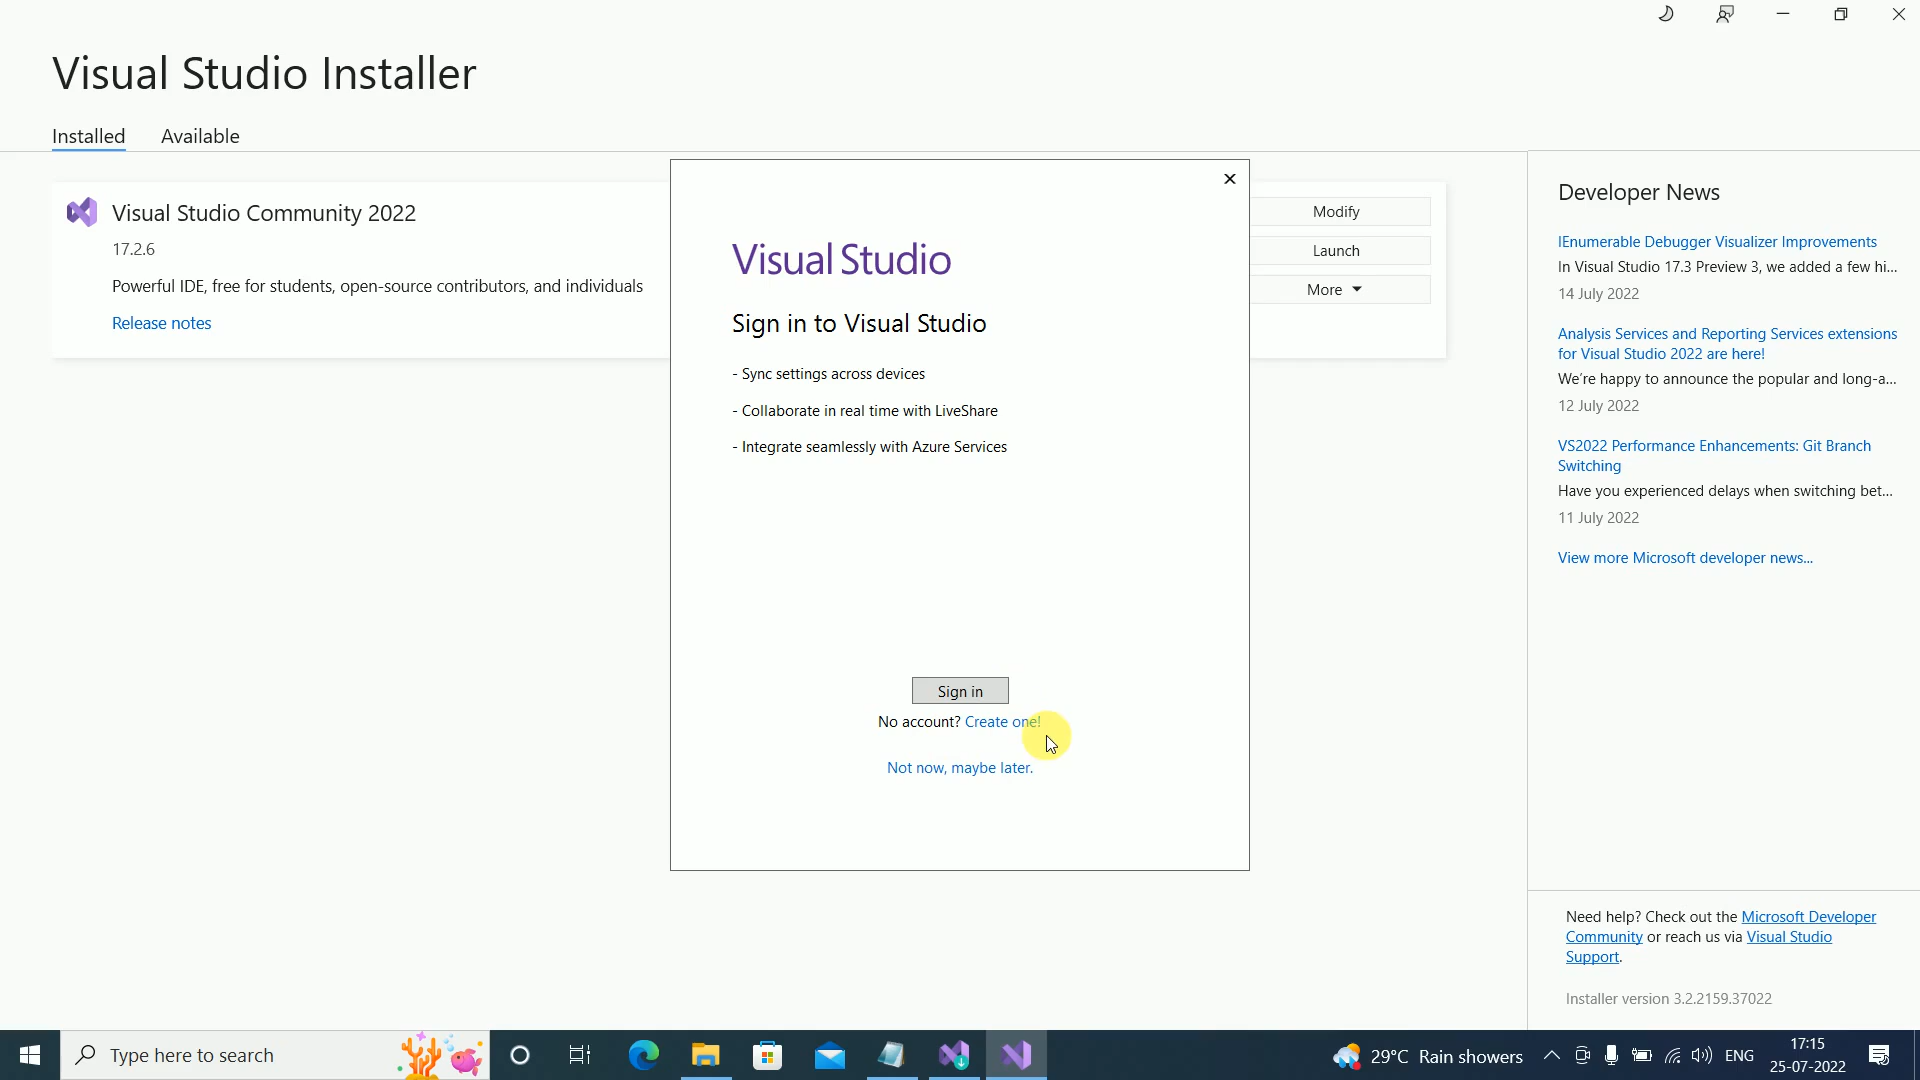 Visual Studio Installer
Installed
Available
Visual Studio Community 2022
17.2.6
Powerful IDE, free for students, open-source contributors, and individuals
Release notes
Visual Studio
Sign in to Visual Studio
- Sync settings across devices
- Collaborate in real time with LiveShare
- Integrate seamlessly with Azure Services
Sign in
No account? Create one!
Not now, maybe later.
Modify
Launch
More
Developer News
IEnumerable Debugger Visualizer Improvements
In Visual Studio 17.3 Preview 3, we added a few hi...
14 July 2022
Analysis Services and Reporting Services extensions
for Visual Studio 2022 are here!
We're happy to announce the popular and long-a...
12 July 2022
VS2022 Performance Enhancements: Git Branch
Switching
Have you experienced delays when switching bet...
11 July 2022
View more Microsoft developer news...
Need help? Check out the Microsoft Developer
Community or reach us via Visual Studio
Support.
Installer version 3.2.2159.37022
Type here to search
29°C Rain showers
ENG
17:15
25-07-2022